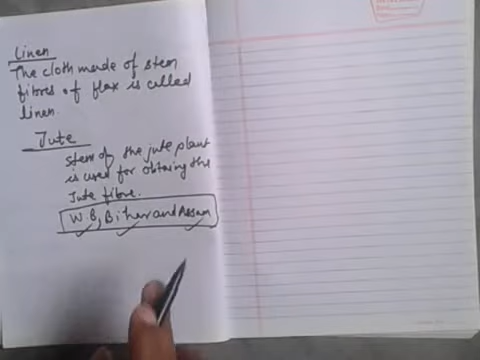 Linen
The cloth made of stem
fibres of flax is called
linen.
Jute
stem of the jute plant
is used for obtaing the
Jute fibre.
W.B, Bihar and Assam